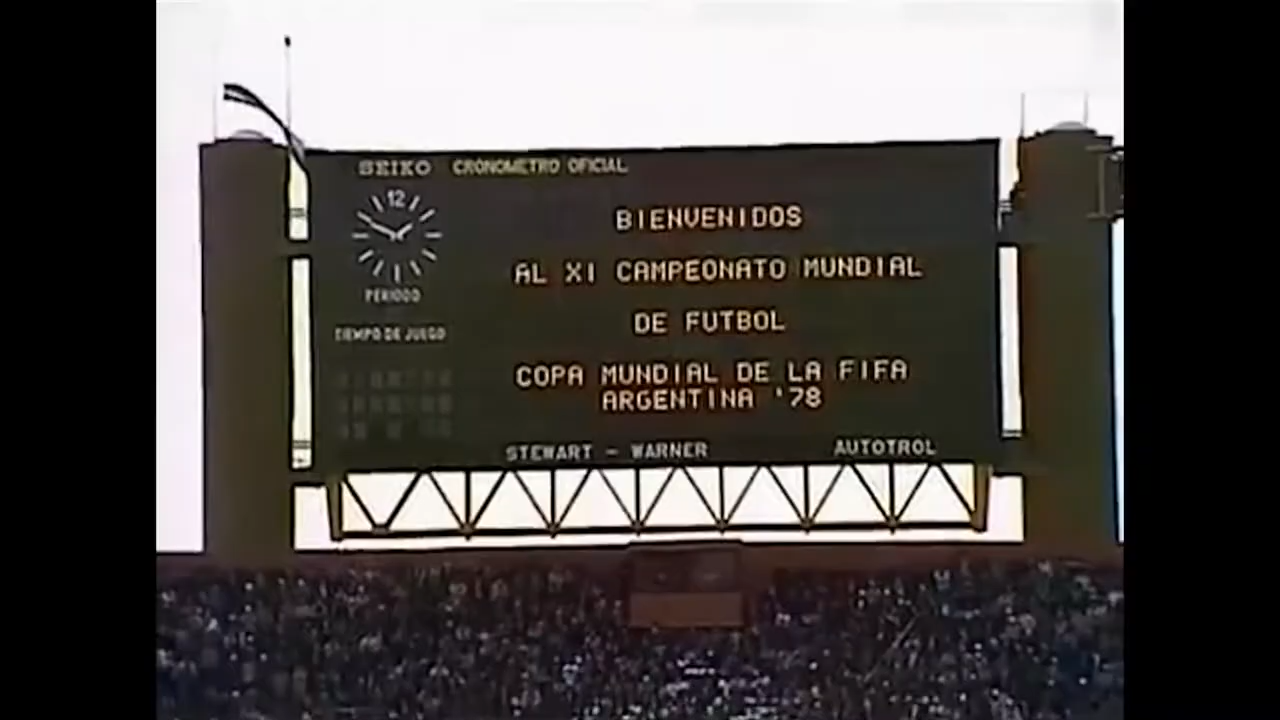 SEIKO CRONOMETRO OFICIAL
12
PERIODO
TIEMPO DE JUEGO
BIENVENIDOS
AL XI CAMPEONATO MUNDIAL
DE FUTBOL
COPA MUNDIAL DE LA FIFA
ARGENTINA '78
STEWART - WARNER AUTOTROL